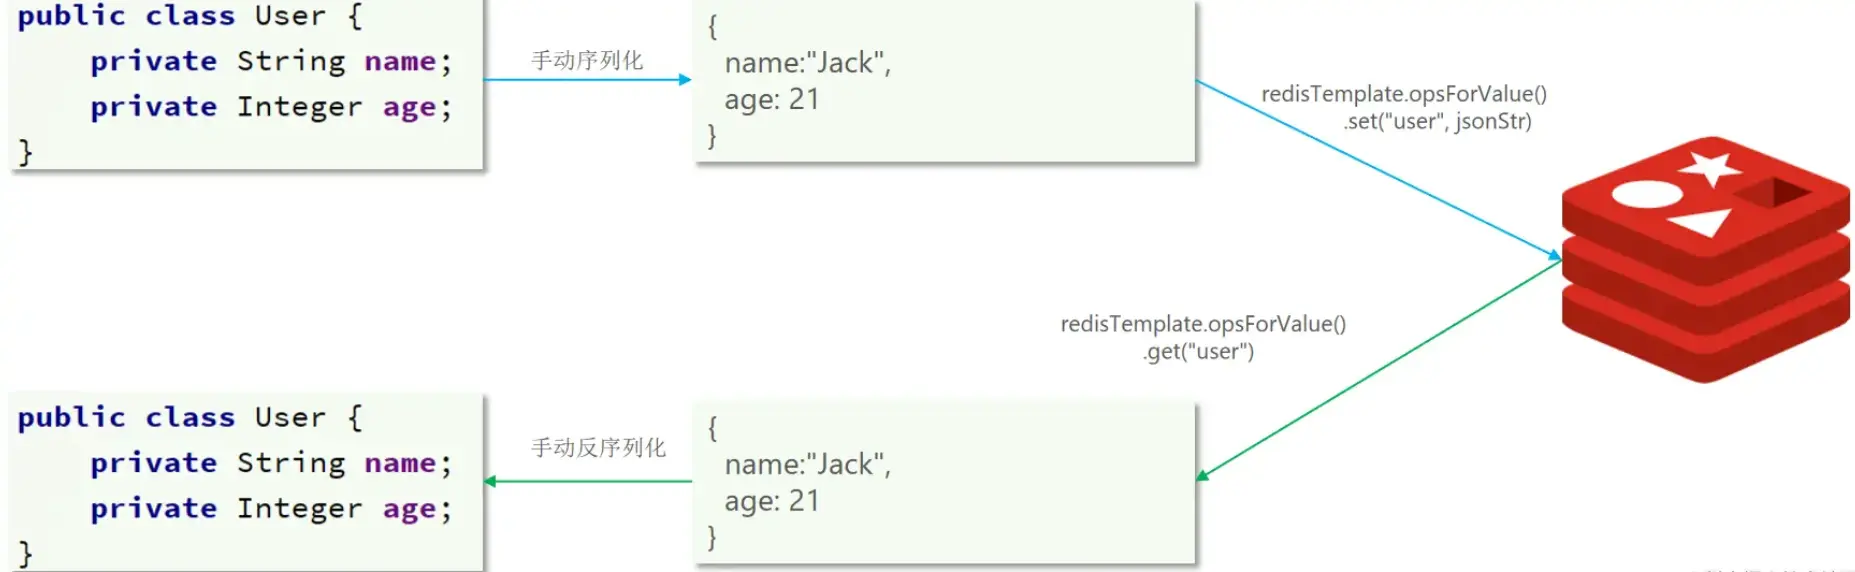 public class User {
private String name;
private Integer age;
}
手动序列化
{
name:"Jack",
age: 21
}
redisTemplate.opsForValue()
.set("user", jsonStr)
redisTemplate.opsForValue()
.get("user")
public class User {
private String name;
private Integer age;
}
手动反序列化
{
name:"Jack",
age: 21
}